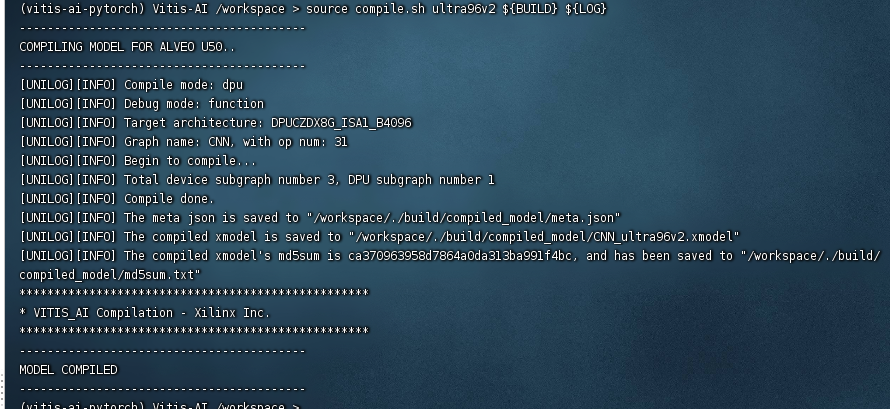 (vitis-ai-pytorch) Vitis-AI /workspace > source compile.sh ultra96v2 ${BUILD} ${LOG}
-----------------------------------------
COMPILING MODEL FOR ALVEO U50..
-----------------------------------------
[UNILOG][INFO] Compile mode: dpu
[UNILOG][INFO] Debug mode: function
[UNILOG][INFO] Target architecture: DPUCZDX8G_ISA1_B4096
[UNILOG][INFO] Graph name: CNN, with op num: 31
[UNILOG][INFO] Begin to compile...
[UNILOG][INFO] Total device subgraph number 3, DPU subgraph number 1
[UNILOG][INFO] Compile done.
[UNILOG][INFO] The meta json is saved to "/workspace/./build/compiled_model/meta.json"
[UNILOG][INFO] The compiled xmodel is saved to "/workspace/./build/compiled_model/CNN_ultra96v2.xmodel"
[UNILOG][INFO] The compiled xmodel's md5sum is ca370963958d7864a0da313ba991f4bc, and has been saved to "/workspace/./build/
compiled_model/md5sum.txt"
**************************************************
* VITIS_AI Compilation - Xilinx Inc.
**************************************************
-----------------------------------------
MODEL COMPILED
-----------------------------------------
(vitis-ai-pytorch) Vitis-AI /workspace >